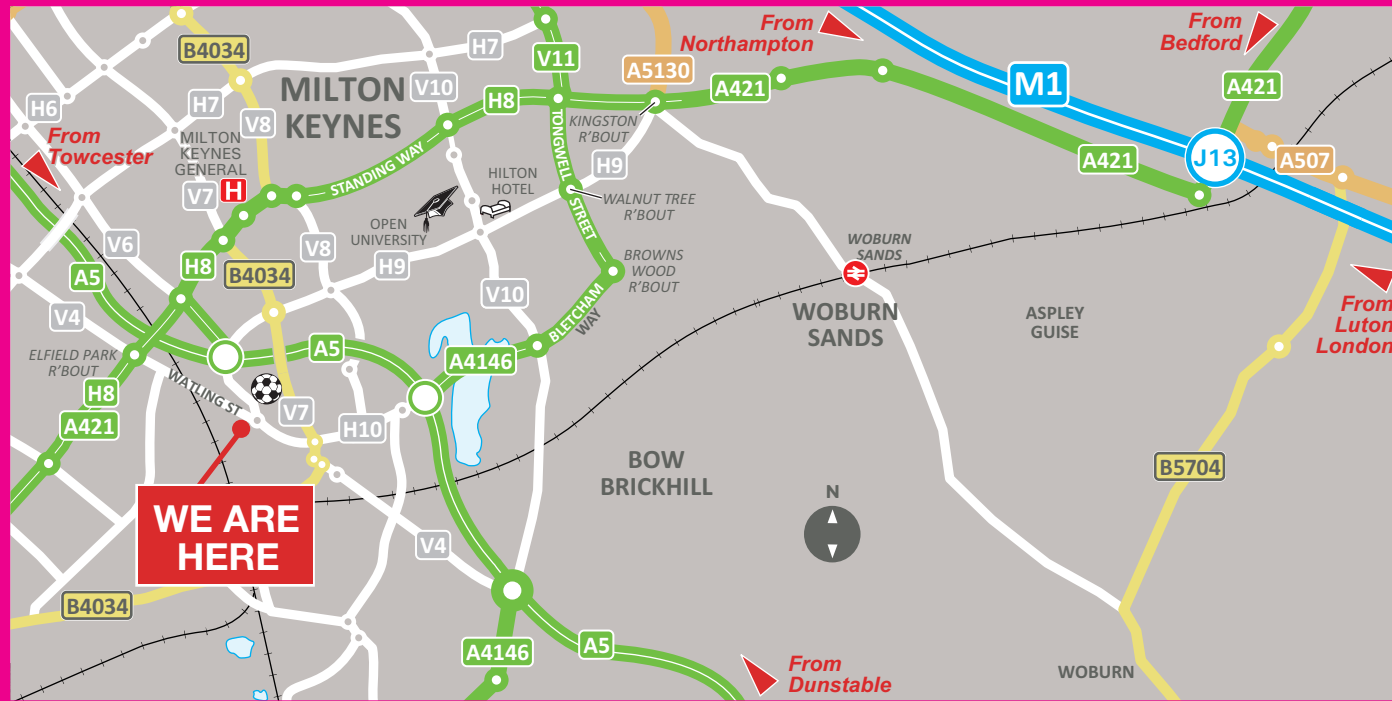 From
Northampton
From
Bedford
B4034
H7
V11
A5130
A421
M1
A421
V10
H6
H7
V8
MILTON
KEYNES
H8
KINGSTON
R'BOUT
TONGWELL
STREET
J13
A507
A421
From
Towcester
MILTON
KEYNES
GENERAL
H
V7
STANDING WAY
HILTON
HOTEL
H9
WALNUT TREE
R'BOUT
OPEN
UNIVERSITY
V6
V8
H9
H8
B4034
A5
V10
BROWNS
WOOD
R'BOUT
WOBURN
SANDS
WOBURN
SANDS
ASPLEY
GUISE
From
Luton
London
V4
BLETCHAM
WAY
ELFIELD PARK
R'BOUT
A5
A4146
H8
WATLING ST
A421
V7
H10
BOW
BRICKHILL
B5704
N
WE ARE
HERE
V4
B4034
A4146
A5
From
Dunstable
WOBURN